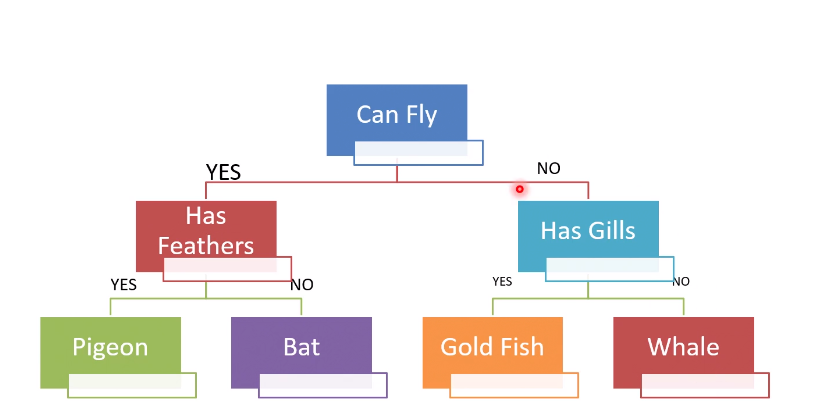 Can Fly
YES
NO
Has
Feathers
Has Gills
YES
NO
YES
NO
Pigeon
Bat
Gold Fish
Whale